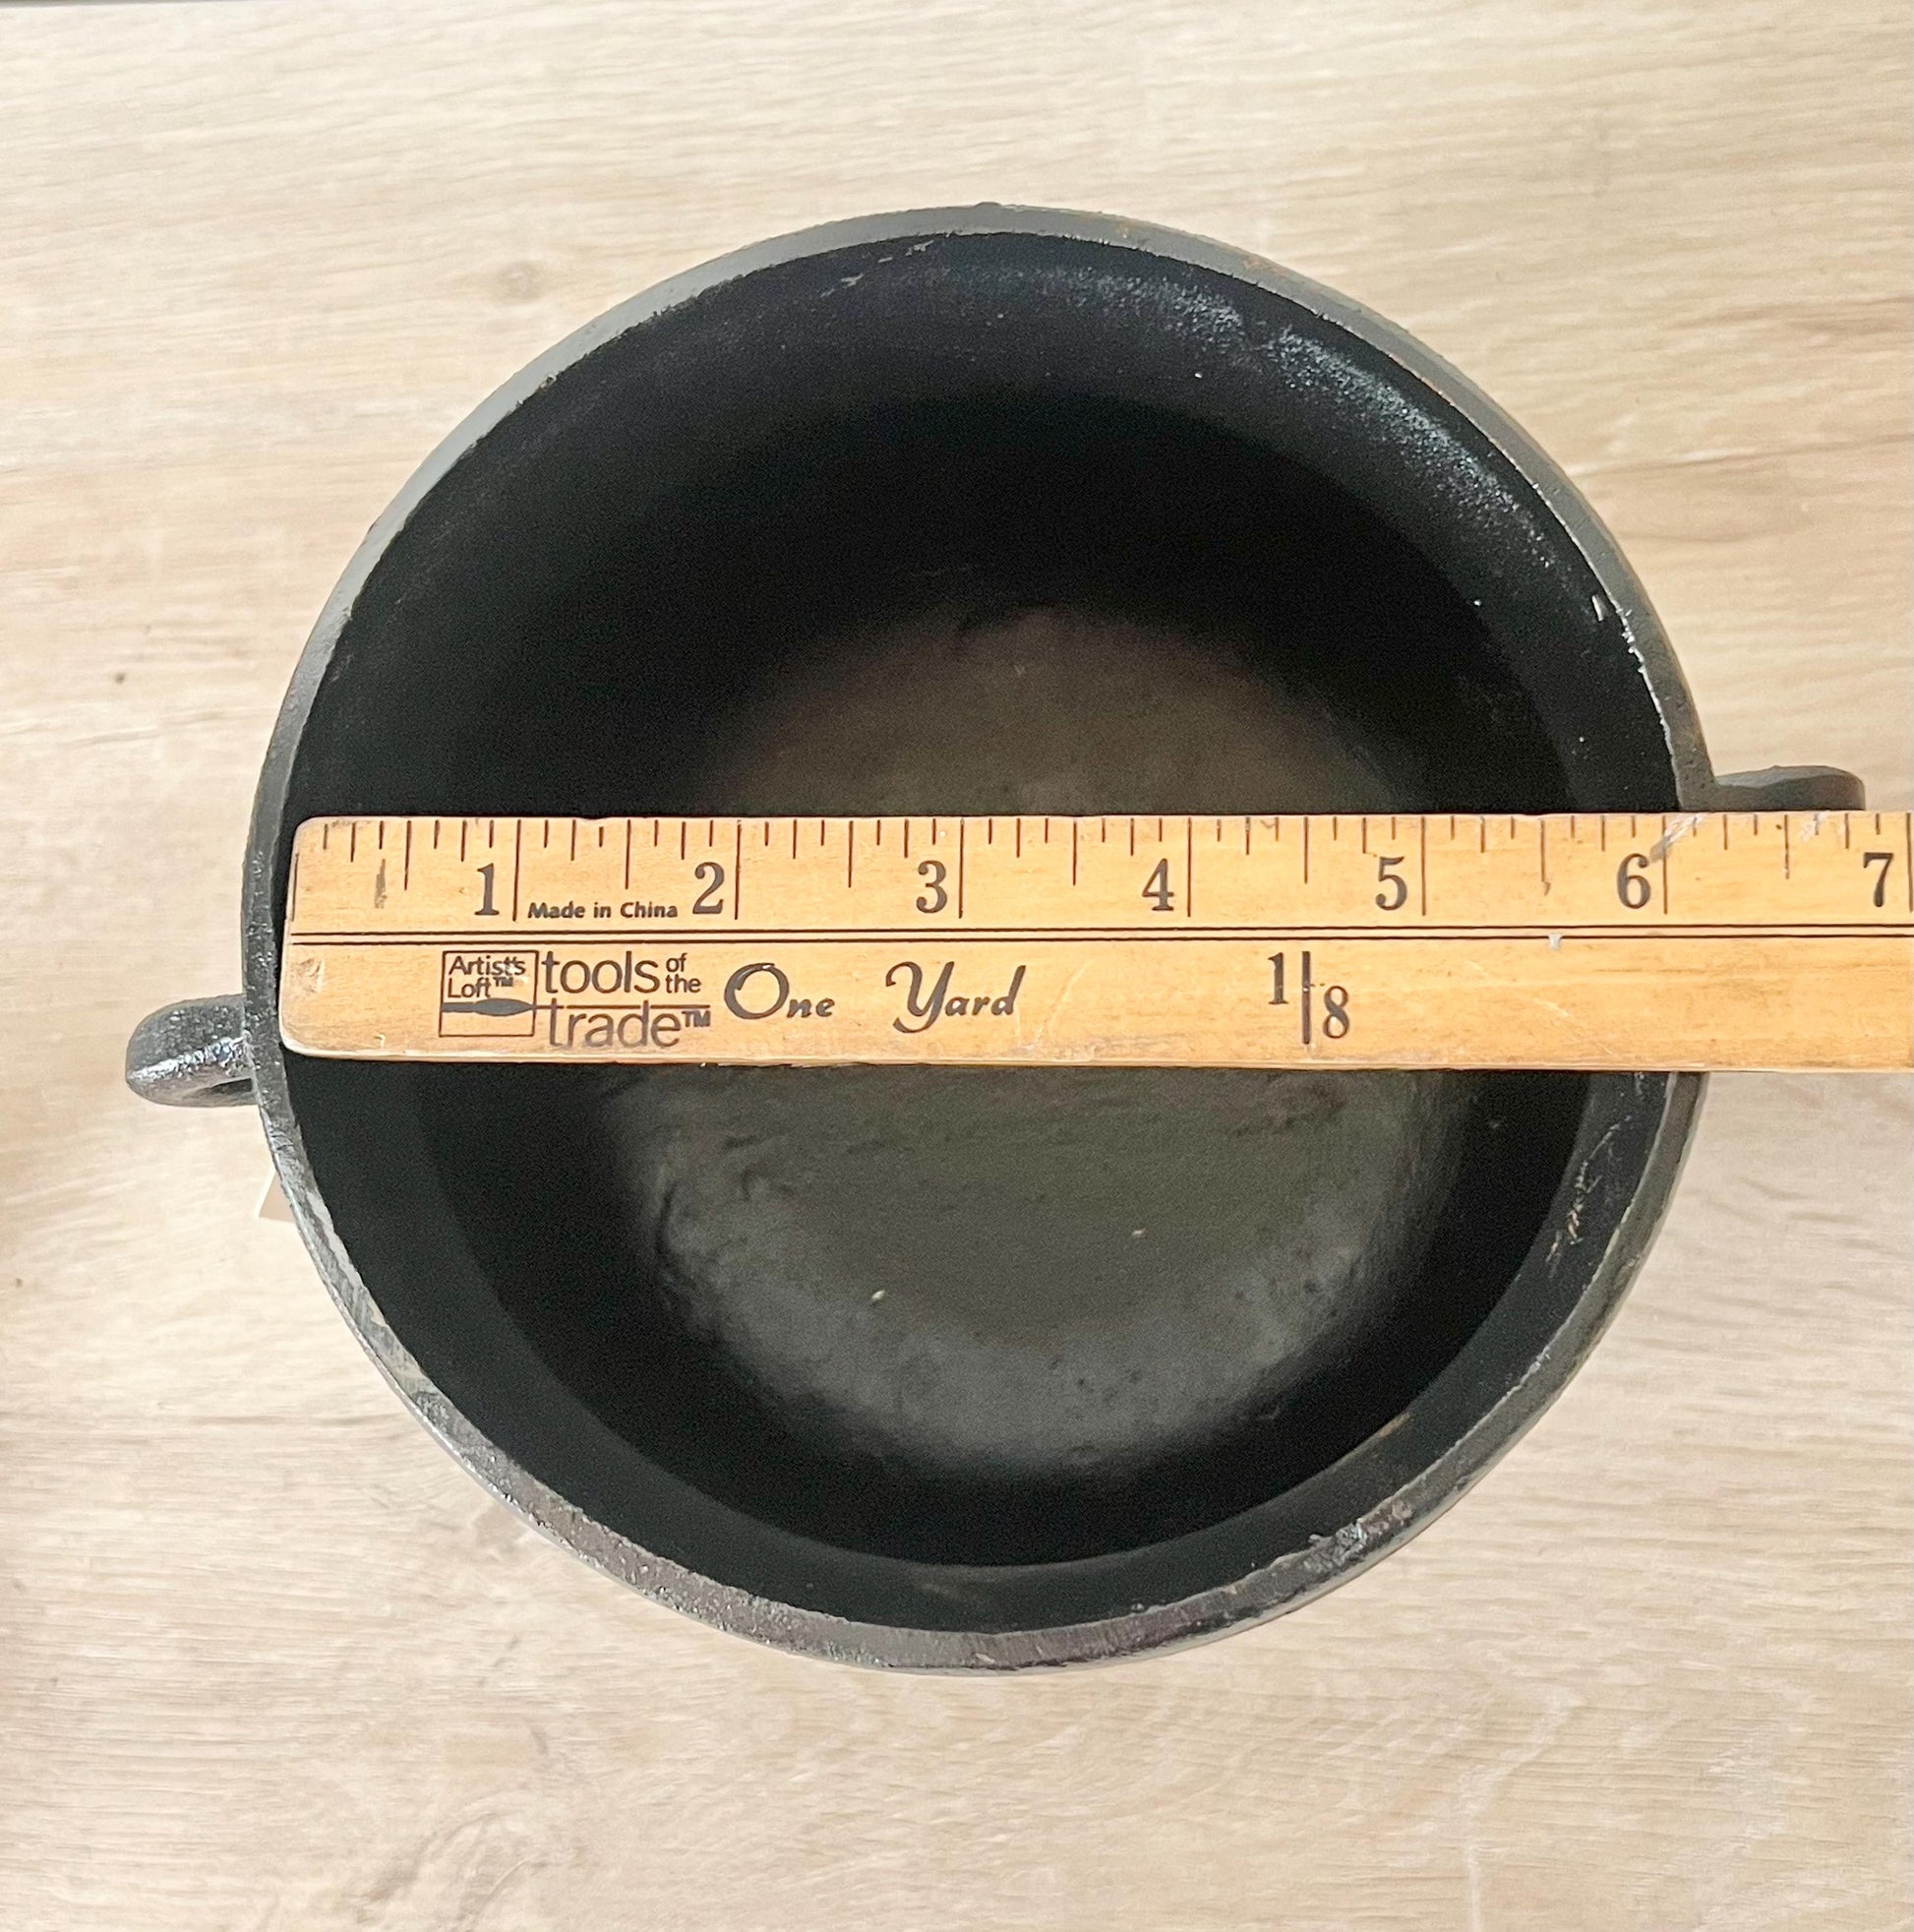 1 2 3 4 5 6 7
Made in China
Artist's
Loft™
tools of the
trade™
One Yard
1/8